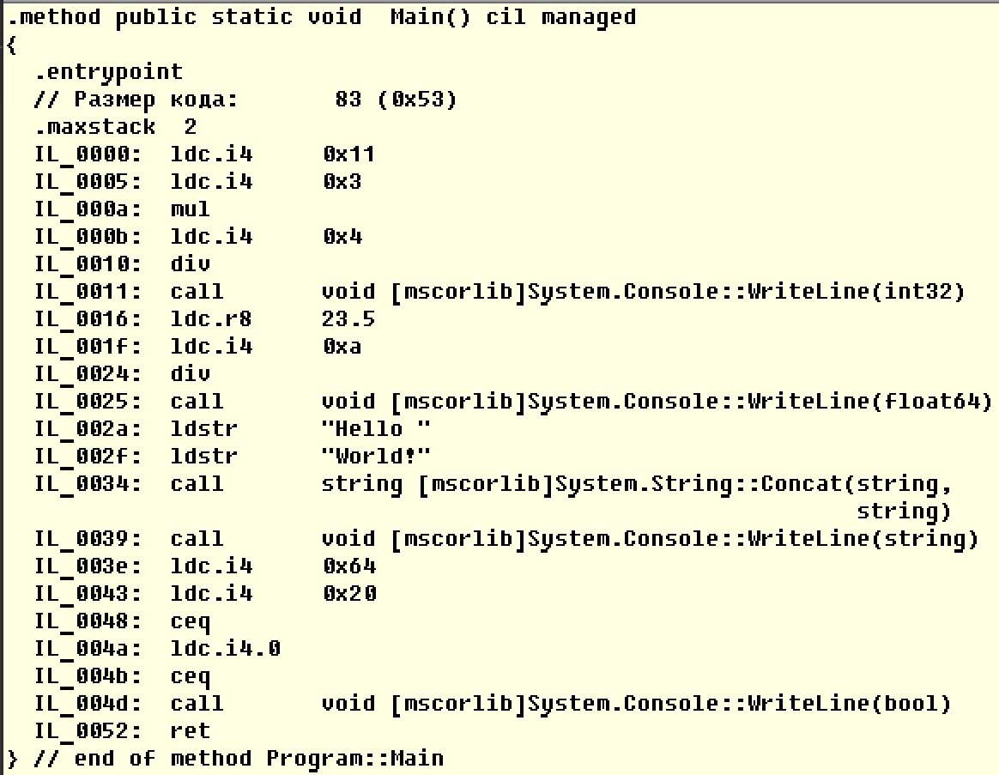 .method public static void  Main() cil managed
{
  .entrypoint
  // Размер кода:       83 (0x53)
  .maxstack  2
  IL_0000:  ldc.i4     0x11
  IL_0005:  ldc.i4     0x3
  IL_000a:  mul
  IL_000b:  ldc.i4     0x4
  IL_0010:  div
  IL_0011:  call       void [mscorlib]System.Console::WriteLine(int32)
  IL_0016:  ldc.r8     23.5
  IL_001f:  ldc.i4     0xa
  IL_0024:  div
  IL_0025:  call       void [mscorlib]System.Console::WriteLine(float64)
  IL_002a:  ldstr      "Hello "
  IL_002f:  ldstr      "World!"
  IL_0034:  call       string [mscorlib]System.String::Concat(string,
                                                              string)
  IL_0039:  call       void [mscorlib]System.Console::WriteLine(string)
  IL_003e:  ldc.i4     0x64
  IL_0043:  ldc.i4     0x20
  IL_0048:  ceq
  IL_004a:  ldc.i4.0
  IL_004b:  ceq
  IL_004d:  call       void [mscorlib]System.Console::WriteLine(bool)
  IL_0052:  ret
} // end of method Program::Main